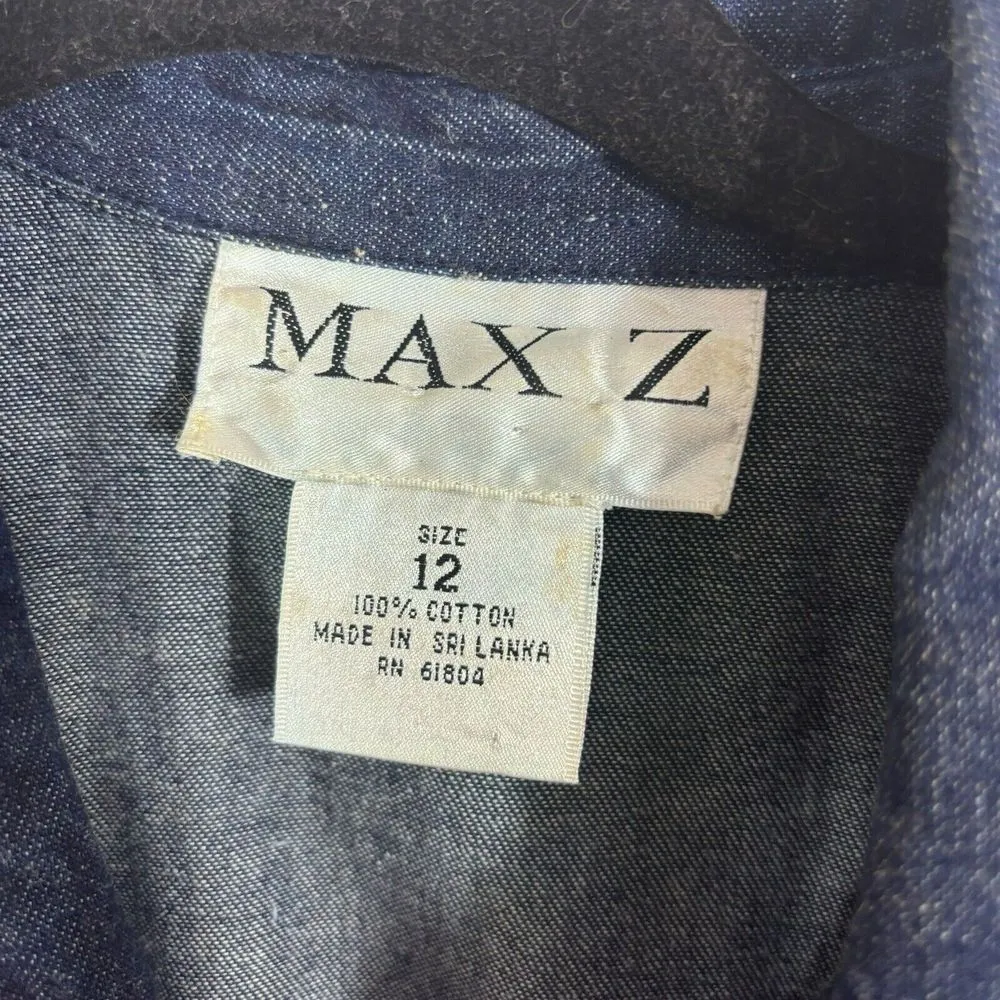 MAX Z
SIZE
12
100% COTTON
MADE IN SRI LANKA
RN 61804